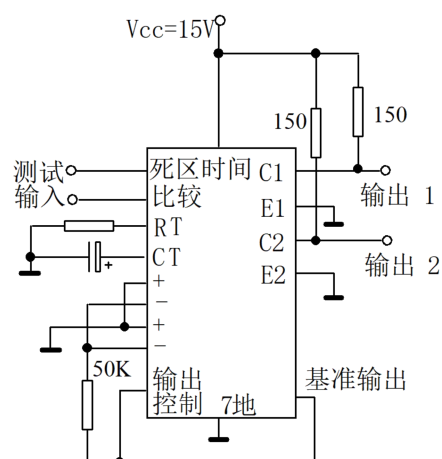 Vcc=15V
150
150
测试
输入
死区时间
比较
RT
CT
+
+
−
+
−
C1
E1
C2
E2
输出 1
输出 2
50K
输出
控制
7地
基准输出